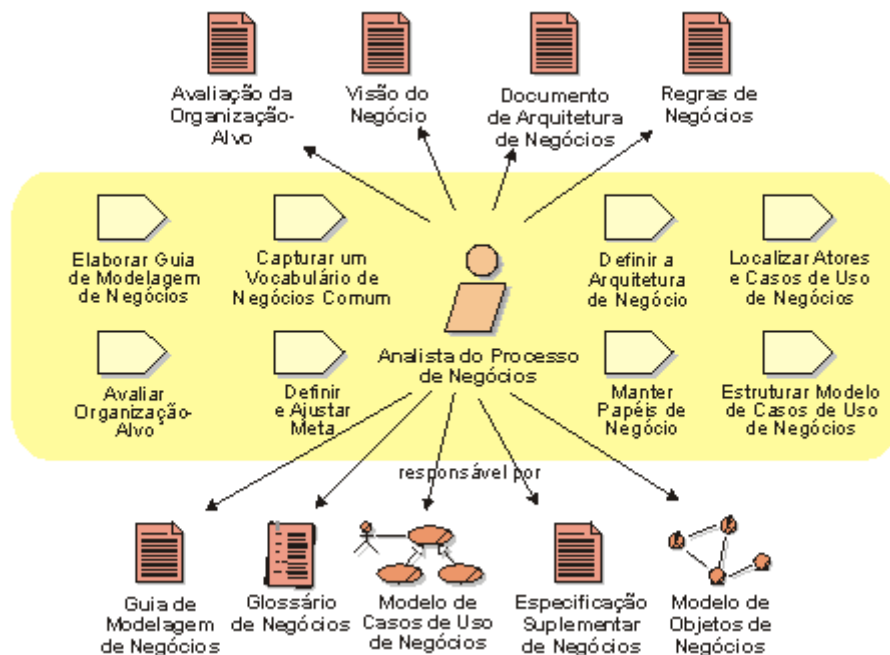 Avaliação da
Organização-
Alvo
Visão do
Negócio
Documento
de Arquitetura
de Negócios
Regras de
Negócios
Elaborar Guia
de Modelagem
de Negócios
Capturar um
Vocabulário de
Negócios Comum
Definir a
Arquitetura
de Negócio
Localizar Atores
e Casos de Uso
de Negócios
Analista do Processo
de Negócios
Avaliar
Organização-
Alvo
Definir
e Ajustar
Meta
Manter
Papéis de
Negócio
Estruturar Modelo
de Casos de Uso
de Negócios
responsável por
Guia de
Modelagem
de Negócios
Glossário
de Negócios
Modelo de
Casos de Uso
de Negócios
Especificação
Suplementar
de Negócios
Modelo de
Objetos de
Negócios